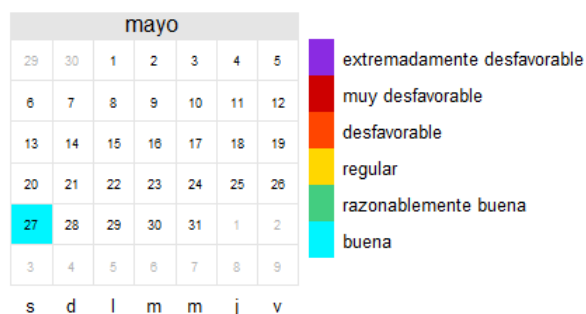 mayo
29 30 1 2 3 4 5
6 7 8 9 10 11 12
13 14 15 16 17 18 19
20 21 22 23 24 25 26
27 28 29 30 31 1 2
3 4 5 6 7 8 9
s d l m m j v
extremadamente desfavorable
muy desfavorable
desfavorable
regular
razonablemente buena
buena